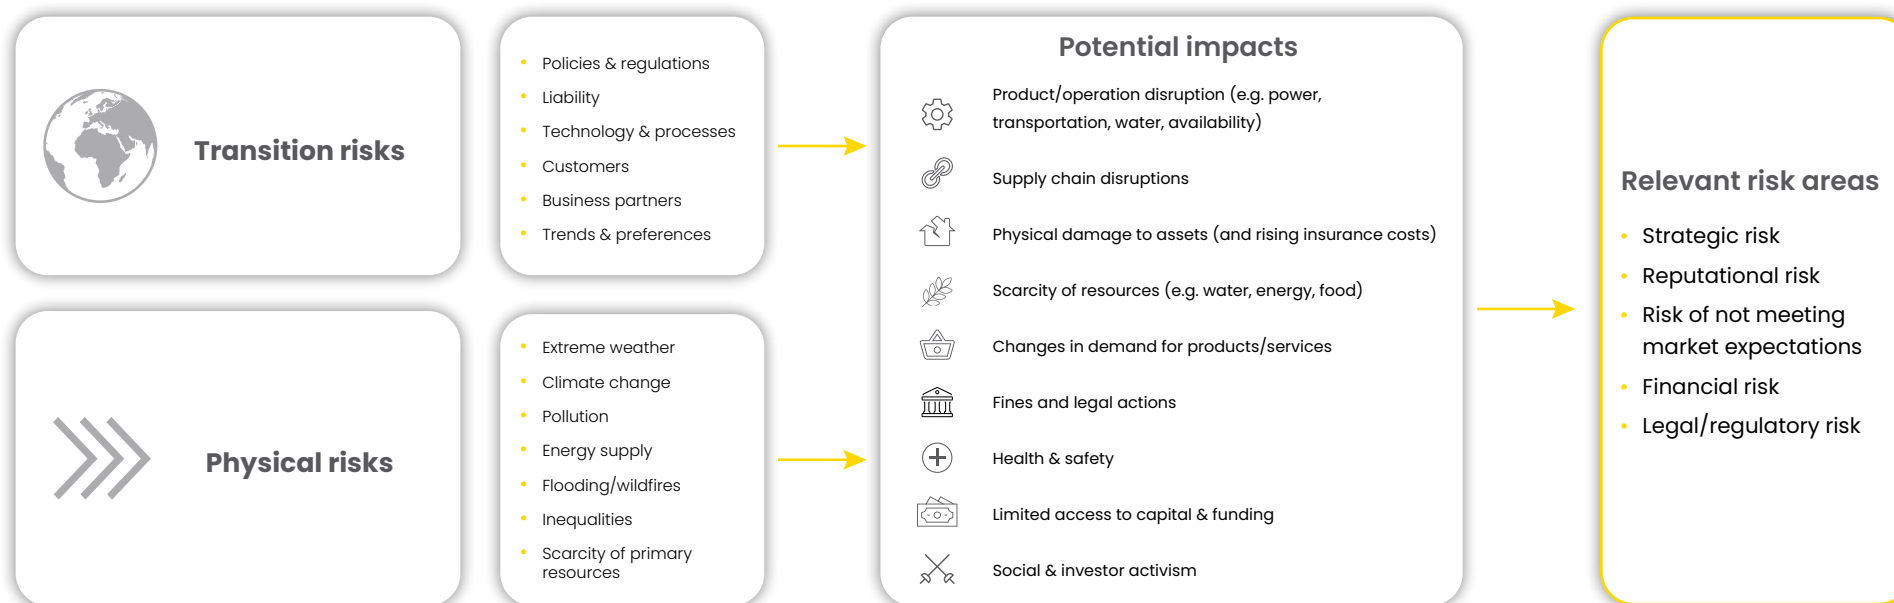 Transition risks
Policies & regulations
Liability
Technology & processes
Customers
Business partners
Trends & preferences
Physical risks
Extreme weather
Climate change
Pollution
Energy supply
Flooding/wildfires
Inequalities
Scarcity of primary
resources
Potential impacts
Product/operation disruption (e.g. power,
transportation, water, availability)
Supply chain disruptions
Physical damage to assets (and rising insurance costs)
Scarcity of resources (e.g. water, energy, food)
Changes in demand for products/services
Fines and legal actions
Health & safety
Limited access to capital & funding
Social & investor activism
Relevant risk areas
Strategic risk
Reputational risk
Risk of not meeting
market expectations
Financial risk
Legal/regulatory risk